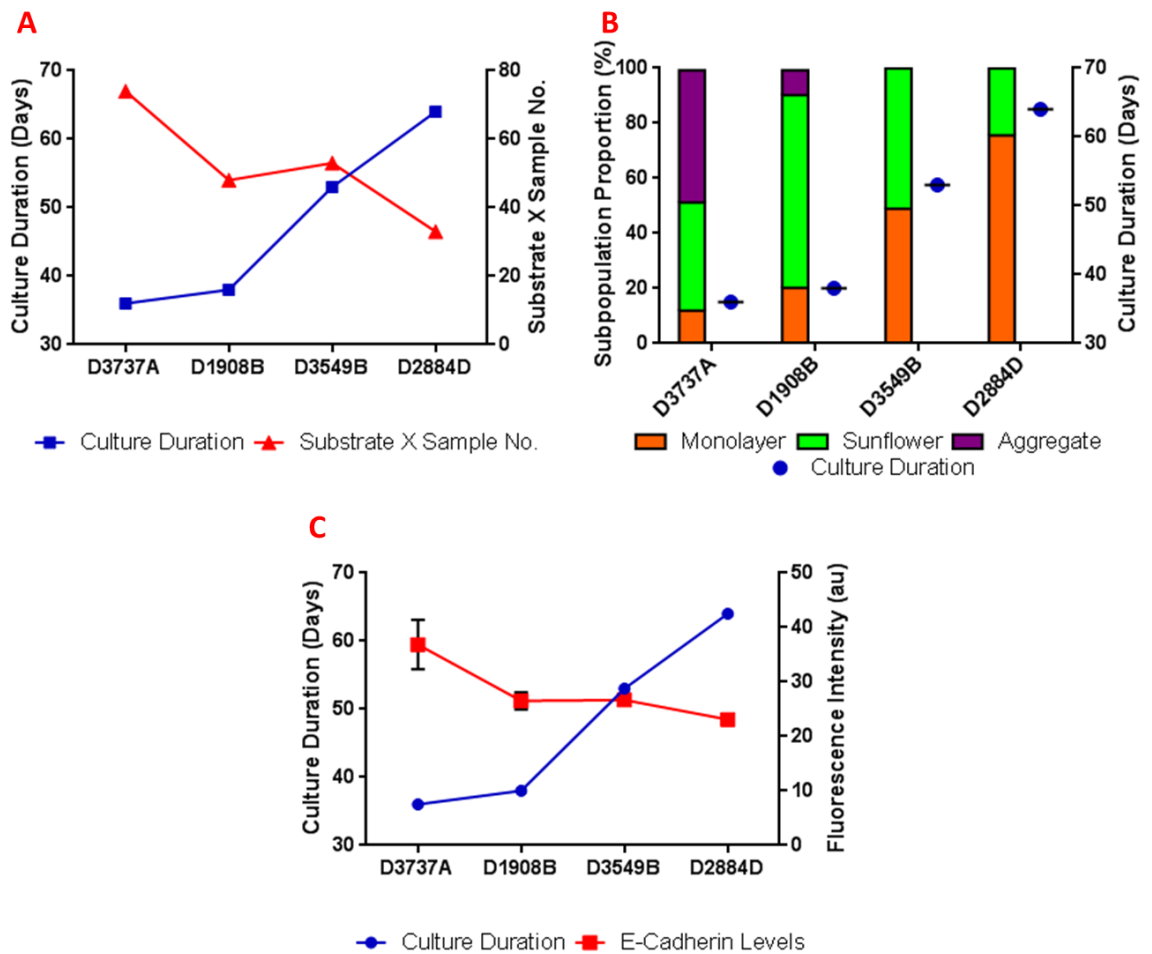 A
Culture Duration (Days)
70
60
50
40
30
80
60
40
20
0
Substrate X Sample No.
D3737A D1908B D3549B D2884D
Culture Duration Substrate X Sample No.
B
Subpopulation Proportion (%)
100
80
60
40
20
0
70
60
50
40
30
Culture Duration (Days)
D3737A D1908B D3549B D2884D
Monolayer Sunflower Aggregate
Culture Duration
C
Culture Duration (Days)
70
60
50
40
30
50
40
30
20
10
0
Fluorescence Intensity (au)
D3737A D1908B D3549B D2884D
Culture Duration E-Cadherin Levels